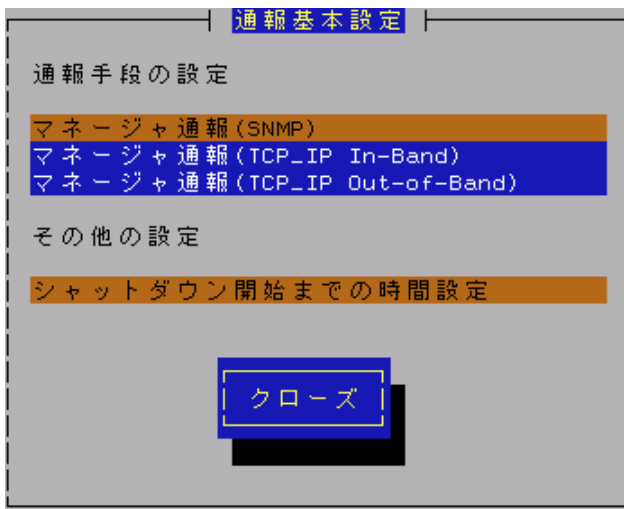 通報基本設定
通報手段の設定
マネージャ通報(SNMP)
マネージャ通報(TCP_IP In-Band)
マネージャ通報(TCP_IP Out-of-Band)
その他の設定
シャットダウン開始までの時間設定
クローズ